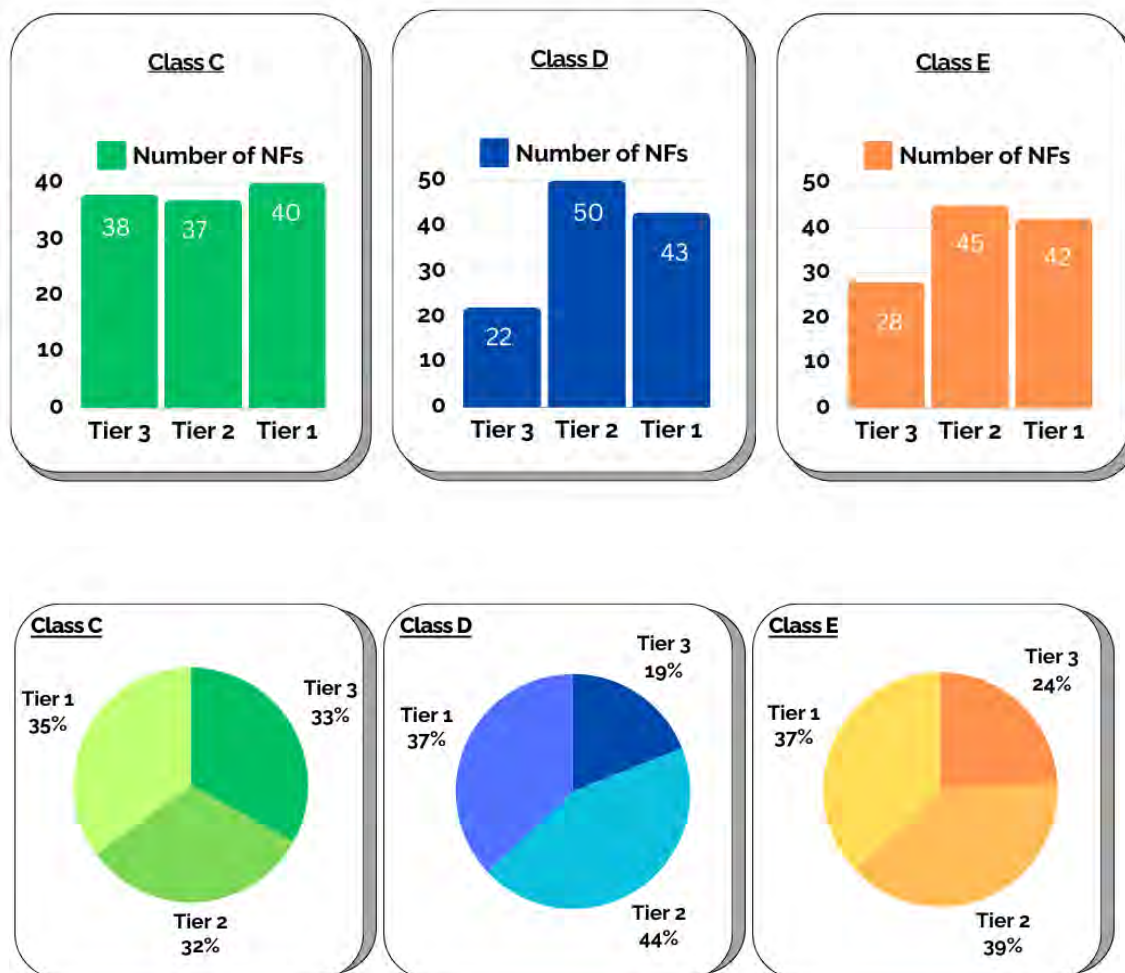 Class C
Number of NFs
40
30
20
10
0
38
37
40
Tier 3
Tier 2
Tier 1
Class D
Number of NFs
50
40
30
20
10
0
22
50
43
Tier 3
Tier 2
Tier 1
Class E
Number of NFs
50
40
30
20
10
0
28
45
42
Tier 3
Tier 2
Tier 1
Class C
Tier 1
35%
Tier 3
33%
Tier 2
32%
Class D
Tier 3
19%
Tier 1
37%
Tier 2
44%
Class E
Tier 3
24%
Tier 1
37%
Tier 2
39%